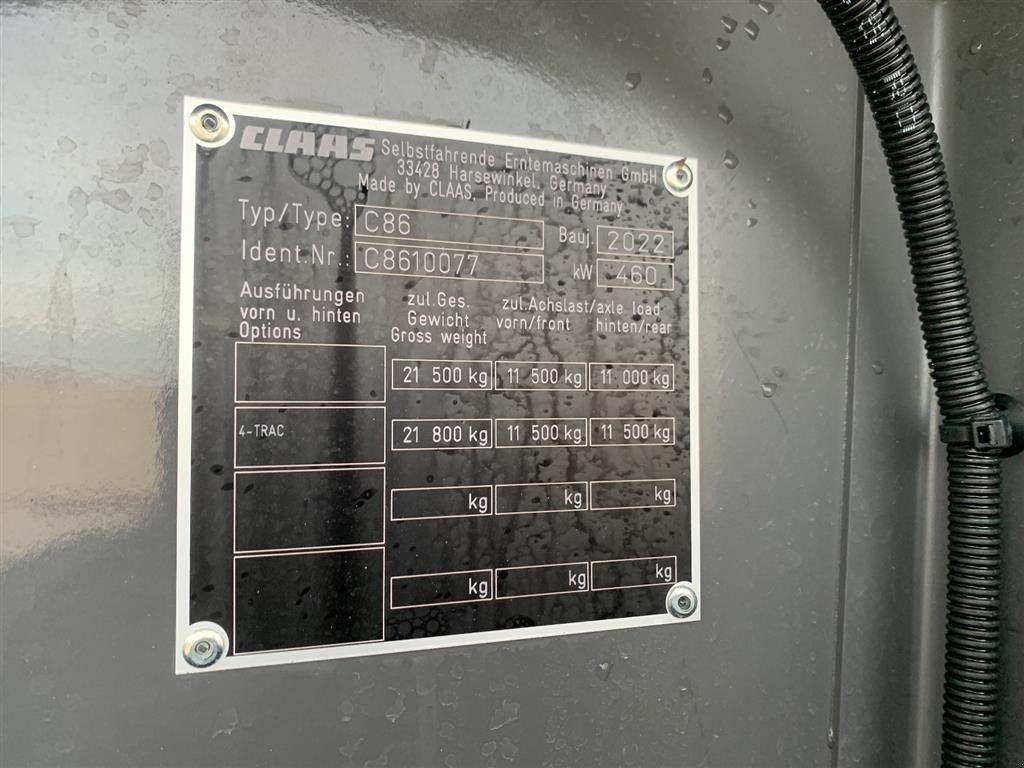 CLAAS Selbstfahrende Erntemaschinen GmbH
33428 Harsewinkel, Germany
Made by CLAAS, Produced in Germany
Typ/Type: C86 Bauj. 2022
Ident.Nr.: C8610077 kW 460
Ausführungen zul.Ges. zul.Achslast/axle load
vorn u. hinten Gewicht vorn/front hinten/rear
Options Gross weight
21 500 kg 11 500 kg 11 000 kg
4-TRAC 21 800 kg 11 500 kg 11 500 kg
kg kg kg
kg kg kg